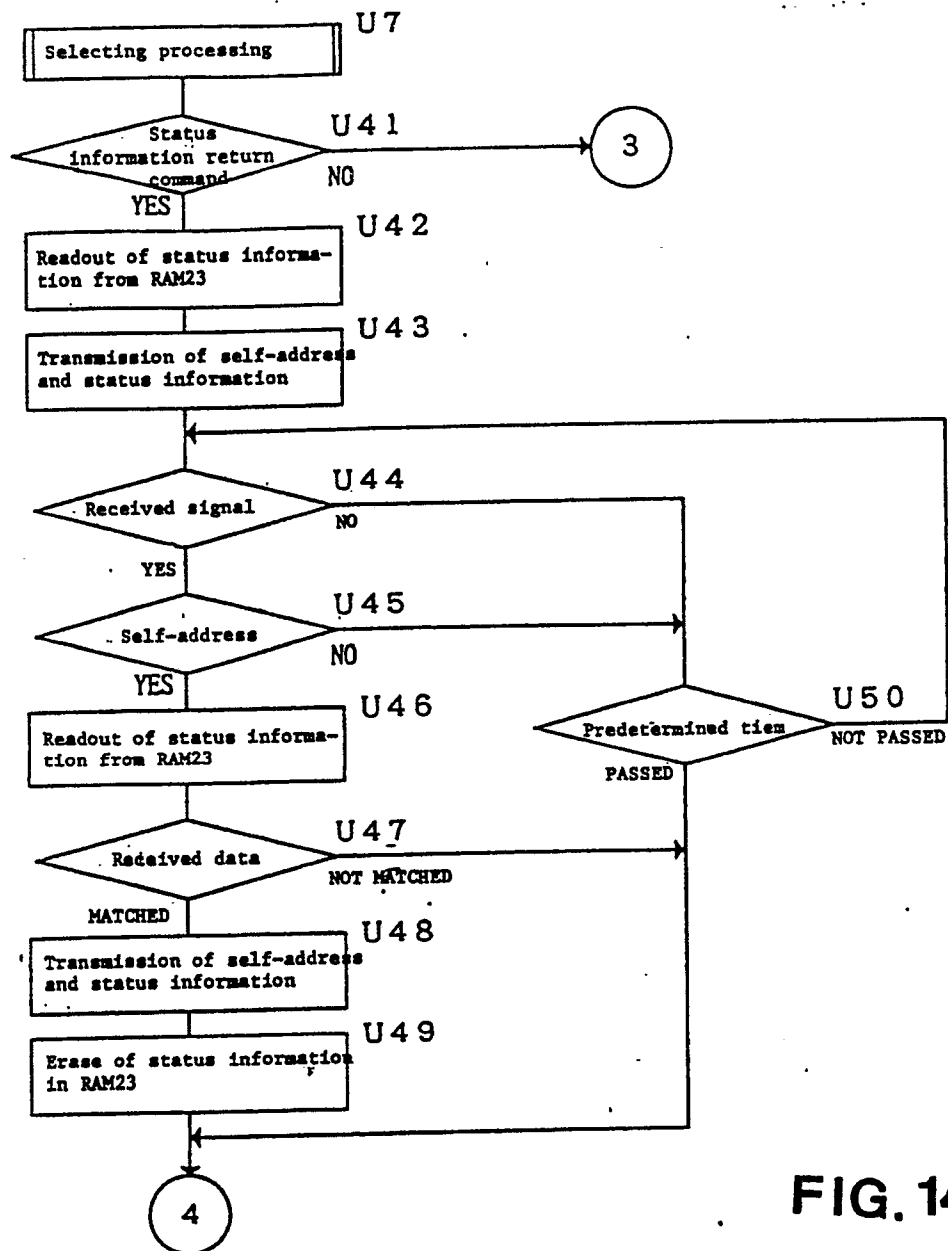 U7
Selecting processing
U41
Status
information return
command
NO
3
YES
U42
Readout of status informa-
tion from RAM23
U43
Transmission of self-address
and status information
U44
Received signal
NO
YES
U45
Self-address
NO
YES
U46
Readout of status informa-
tion from RAM23
U50
Predetermined tiem
NOT PASSED
PASSED
U47
Received data
NOT MATCHED
MATCHED
U48
Transmission of self-address
and status information
U49
Erase of status information
in RAM23
4
FIG. 14